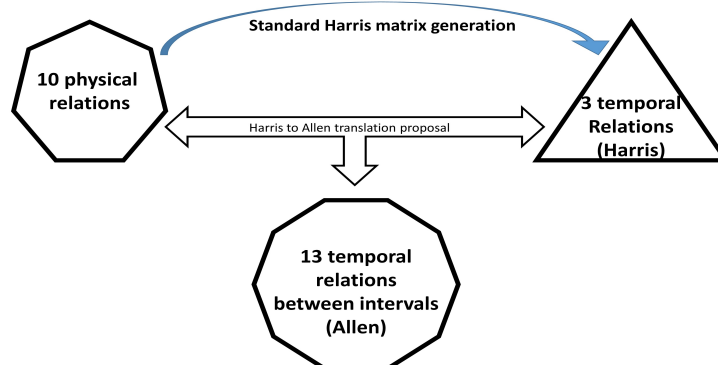 Standard Harris matrix generation
10 physical
relations
3 temporal
Relations
(Harris)
Harris to Allen translation proposal
13 temporal
relations
between intervals
(Allen)